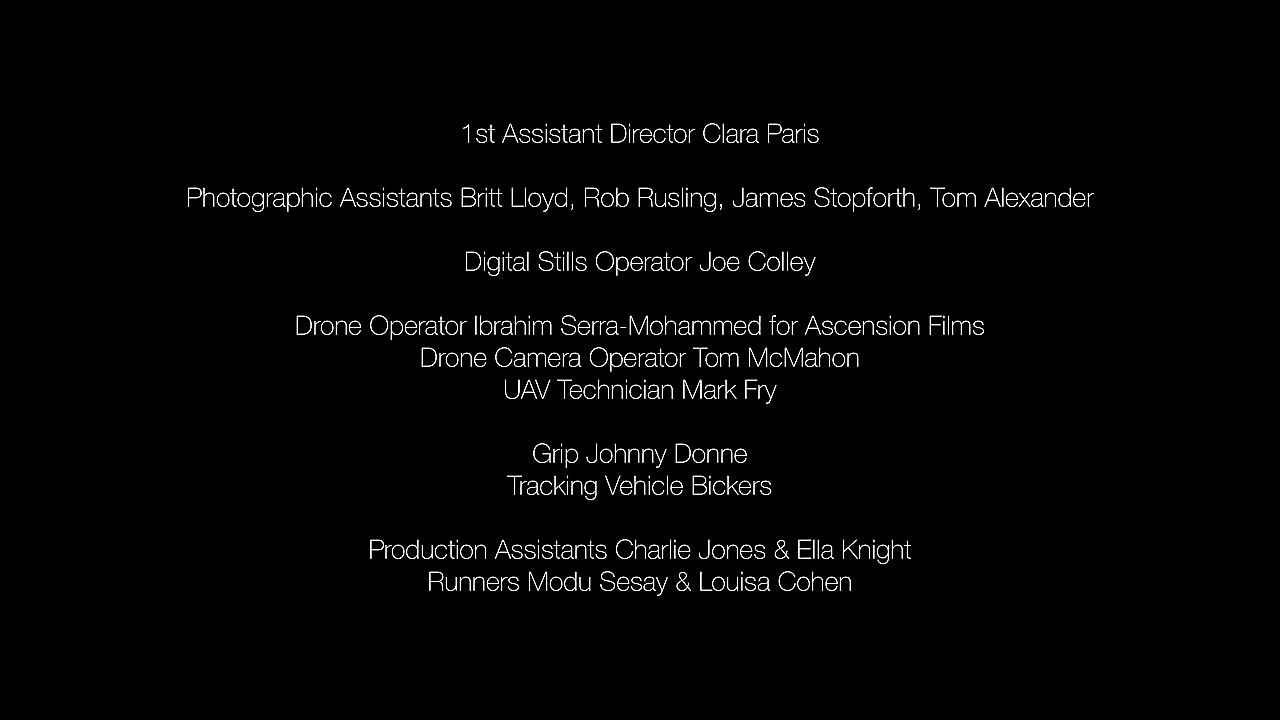 1st Assistant Director Clara Paris
Photographic Assistants Britt Lloyd, Rob Rusling, James Stopforth, Tom Alexander
Digital Stills Operator Joe Colley
Drone Operator Ibrahim Serra-Mohammed for Ascension Films
Drone Camera Operator Tom McMahon
UAV Technician Mark Fry
Grip Johnny Donne
Tracking Vehicle Bickers
Production Assistants Charlie Jones & Ella Knight
Runners Modu Sesay & Louisa Cohen